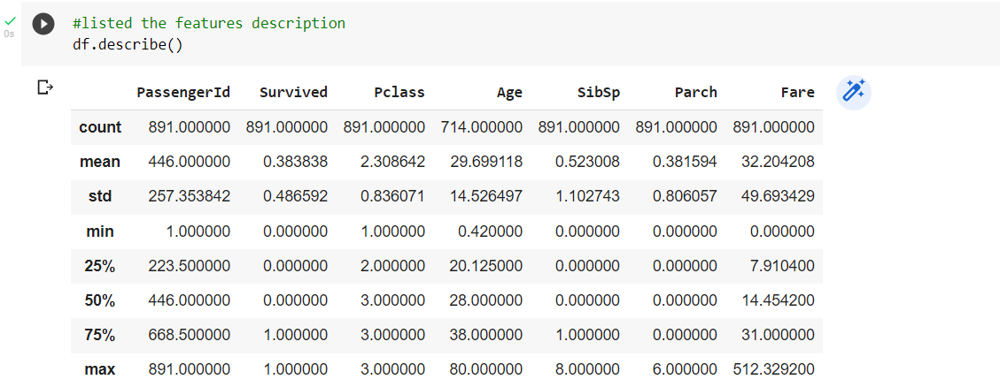 #listed the features description
0s
df.describe()
PassengerId Survived Pclass Age SibSp Parch Fare
count 891.000000 891.000000 891.000000 714.000000 891.000000 891.000000 891.000000
mean 446.000000 0.383838 2.308642 29.699118 0.523008 0.381594 32.204208
std 257.353842 0.486592 0.836071 14.526497 1.102743 0.806057 49.693429
min 1.000000 0.000000 1.000000 0.420000 0.000000 0.000000 0.000000
25% 223.500000 0.000000 2.000000 20.125000 0.000000 0.000000 7.910400
50% 446.000000 0.000000 3.000000 28.000000 0.000000 0.000000 14.454200
75% 668.500000 1.000000 3.000000 38.000000 1.000000 0.000000 31.000000
max 891.000000 1.000000 3.000000 80.000000 8.000000 6.000000 512.329200